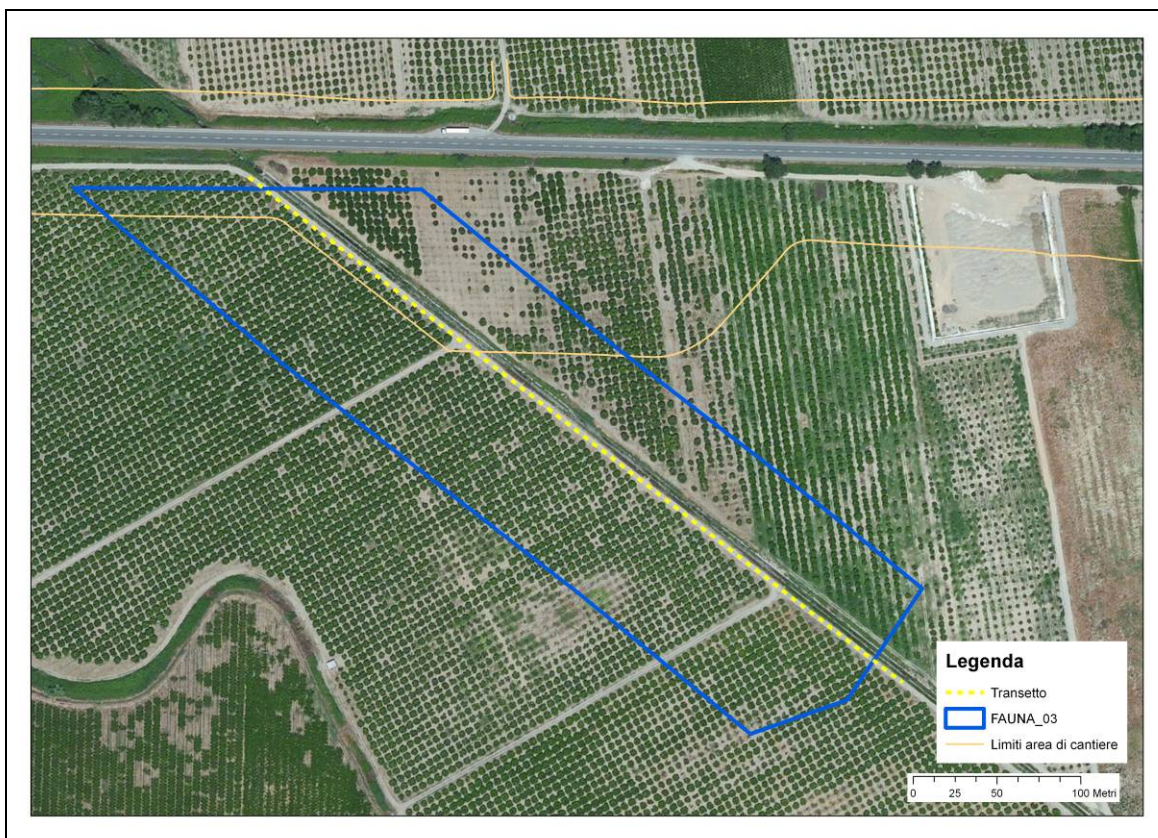 Legenda
Transetto
FAUNA_03
Limiti area di cantiere
0 25 50 100 Metri